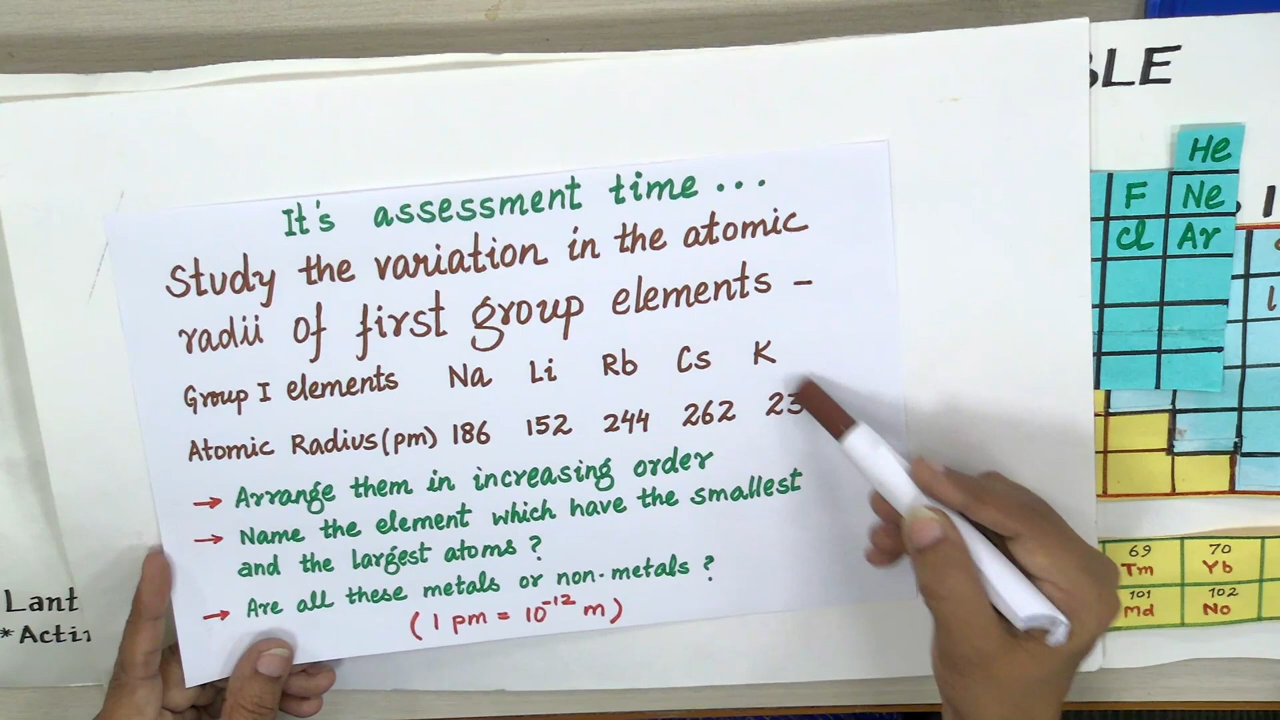 It's assessment time ...
Study the variation in the atomic
radii of first group elements -
Group I elements Na Li Rb Cs K
Atomic Radius (pm) 186 152 244 262 23
→ Arrange them in increasing order
→ Name the element which have the smallest
and the largest atoms ?
→ Are all these metals or non-metals ?
(1 pm = 10⁻¹² m)
BLE
He
F Ne
Cl Ar
69 70
Tm Yb
101 102
Md No
Lant
*Acti